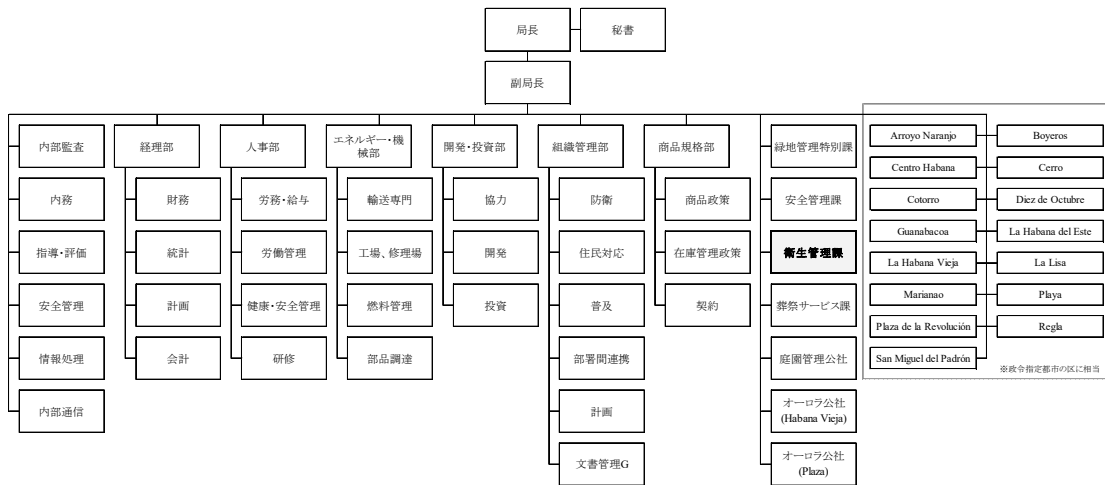 局長
秘書
副局長
内部監査
内務
指導・評価
安全管理
情報処理
内部通信
経理部
財務
統計
計画
会計
人事部
労務・給与
労働管理
健康・安全管理
研修
エネルギー・機
械部
輸送専門
工場、修理場
燃料管理
部品調達
開発・投資部
協力
開発
投資
組織管理部
防衛
住民対応
普及
部署間連携
計画
文書管理G
商品規格部
商品政策
在庫管理政策
契約
緑地管理特別課
安全管理課
衛生管理課
葬祭サービス課
庭園管理公社
オーロラ公社
(Habana Vieja)
オーロラ公社
(Plaza)
Arroyo Naranjo
Boyeros
Centro Habana
Cerro
Cotorro
Diez de Octubre
Guanabacoa
La Habana del Este
La Habana Vieja
La Lisa
Marianao
Playa
Plaza de la Revolución
Regla
San Miguel del Padrón
※政令指定都市の区に相当